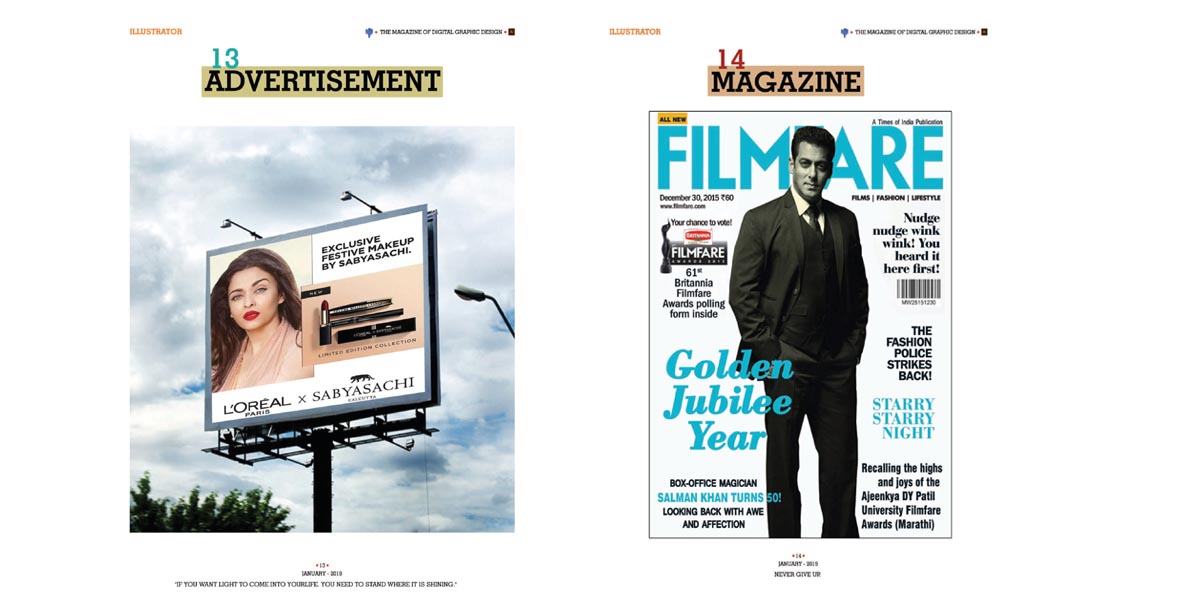 ILLUSTRATOR
THE MAGAZINE OF DIGITAL GRAPHIC DESIGN
13
ADVERTISEMENT
EXCLUSIVE
FESTIVE MAKEUP
BY SABYASACHI.
NEW
L'ORÉAL X SABYASACHI
LIMITED EDITION COLLECTION
L'ORÉAL
PARIS
X
SABYASACHI
CALCUTTA
• 13 •
JANUARY - 2019
"IF YOU WANT LIGHT TO COME INTO YOURLIFE. YOU NEED TO STAND WHERE IT IS SHINING."
ILLUSTRATOR
THE MAGAZINE OF DIGITAL GRAPHIC DESIGN
14
MAGAZINE
ALL NEW
A Times of India Publication
FILMFARE
December 30, 2015 ₹60
www.filmfare.com
FILMS | FASHION | LIFESTYLE
Your chance to vote!
BRITANNIA
FILMFARE
AWARDS 2015
61st
Britannia
Filmfare
Awards polling
form inside
Nudge
nudge wink
wink! You
heard it
here first!
MW25151230
THE
FASHION
POLICE
STRIKES
BACK!
Golden
Jubilee
Year
STARRY
STARRY
NIGHT
BOX-OFFICE MAGICIAN
SALMAN KHAN TURNS 50!
LOOKING BACK WITH AWE
AND AFFECTION
Recalling the highs
and joys of the
Ajeenkya DY Patil
University Filmfare
Awards (Marathi)
• 14 •
JANUARY - 2019
NEVER GIVE UP.